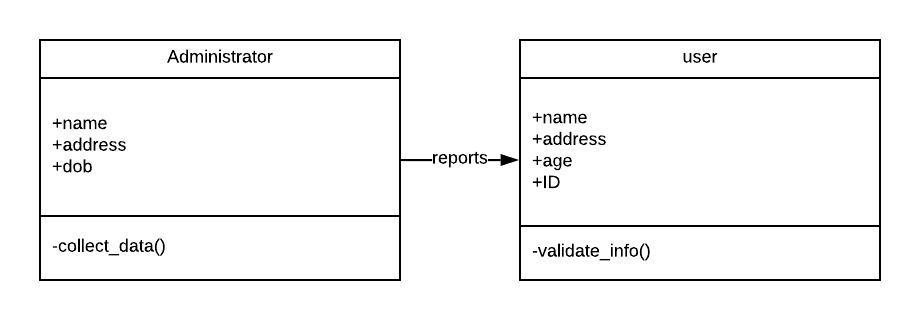 Administrator
+name
+address
+dob
-collect_data()
reports
user
+name
+address
+age
+ID
-validate_info()